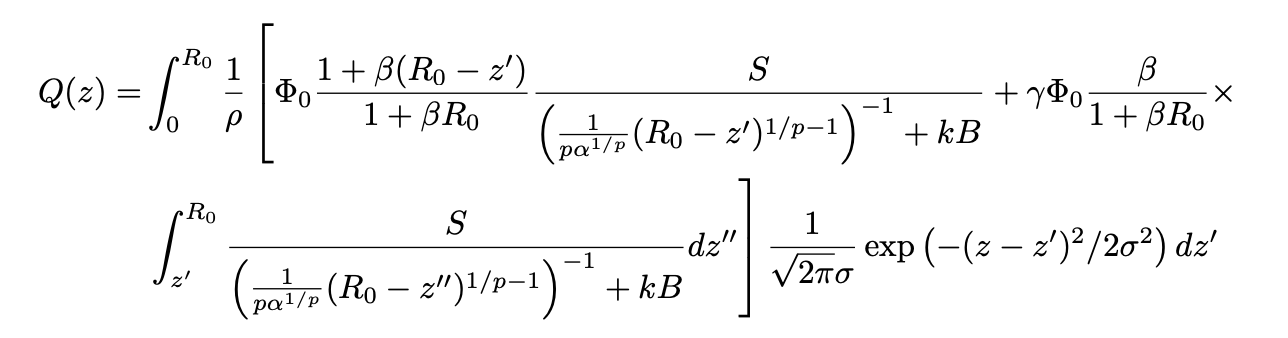 Q(z) = \int_0^{R_0} \frac{1}{\rho} \left[ \Phi_0 \frac{1 + \beta(R_0 - z')}{1 + \beta R_0} \frac{S}{\left( \frac{1}{p\alpha^{1/p}} (R_0 - z')^{1/p-1} \right)^{-1} + kB} + \gamma \Phi_0 \frac{\beta}{1 + \beta R_0} \times
\int_{z'}^{R_0} \frac{S}{\left( \frac{1}{p\alpha^{1/p}} (R_0 - z'')^{1/p-1} \right)^{-1} + kB} dz'' \right] \frac{1}{\sqrt{2\pi}\sigma} \exp \left( -(z - z')^2 / 2\sigma^2 \right) dz'